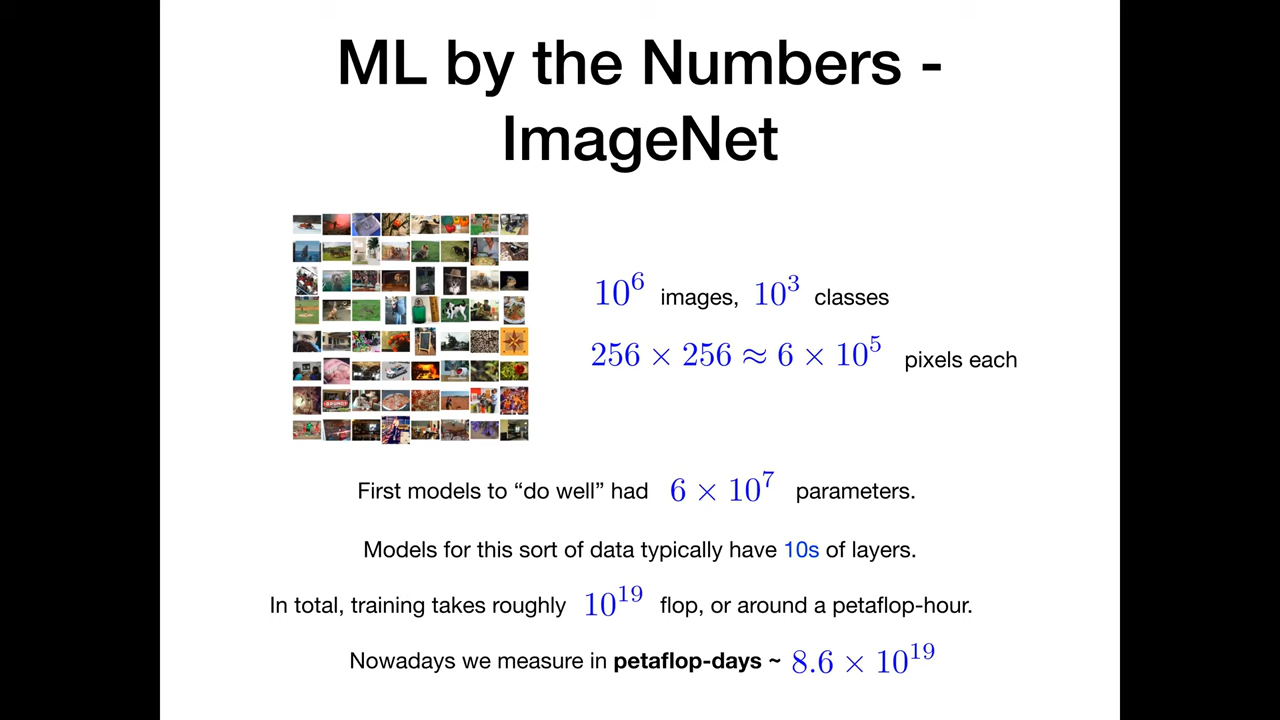 ML by the Numbers -
ImageNet
10^6 images, 10^3 classes
256 × 256 ≈ 6 × 10^5 pixels each
First models to “do well” had 6 × 10^7 parameters.
Models for this sort of data typically have 10s of layers.
In total, training takes roughly 10^19 flop, or around a petaflop-hour.
Nowadays we measure in petaflop-days ~ 8.6 × 10^19